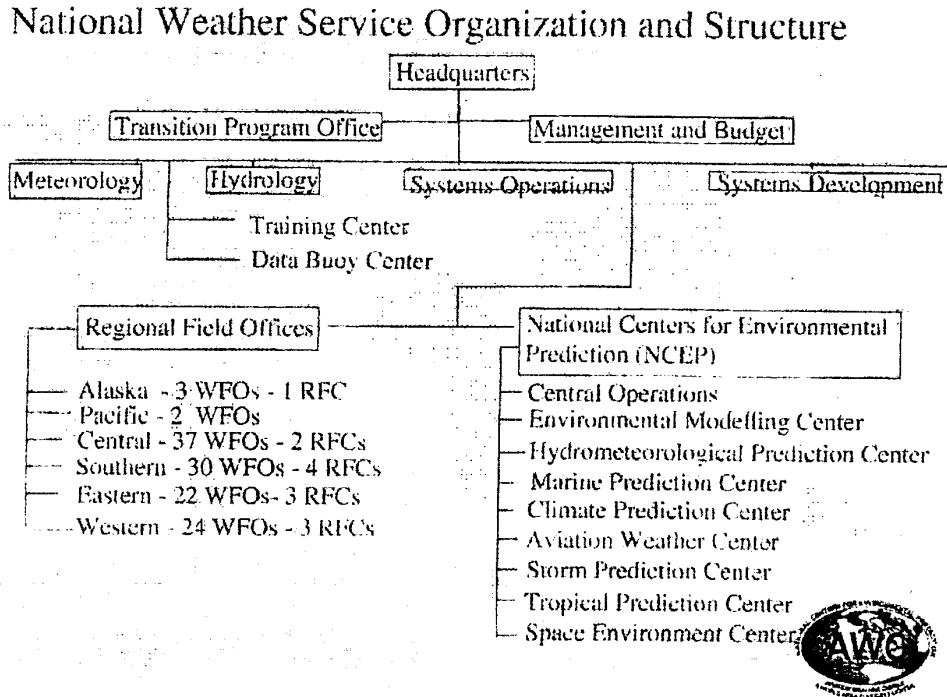 National Weather Service Organization and Structure
Headquarters
Transition Program Office
Management and Budget
Meteorology
Hydrology
Systems Operations
Systems Development
Training Center
Data Buoy Center
Regional Field Offices
National Centers for Environmental
Prediction (NCEP)
Alaska - 3 WFOs - 1 RFC
Pacific - 2 WFOs
Central - 37 WFOs - 2 RFCs
Southern - 30 WFOs - 4 RFCs
Eastern - 22 WFOs- 3 RFCs
Western - 24 WFOs - 3 RFCs
Central Operations
Environmental Modelling Center
Hydrometeorological Prediction Center
Marine Prediction Center
Climate Prediction Center
Aviation Weather Center
Storm Prediction Center
Tropical Prediction Center
Space Environment Center
AWC